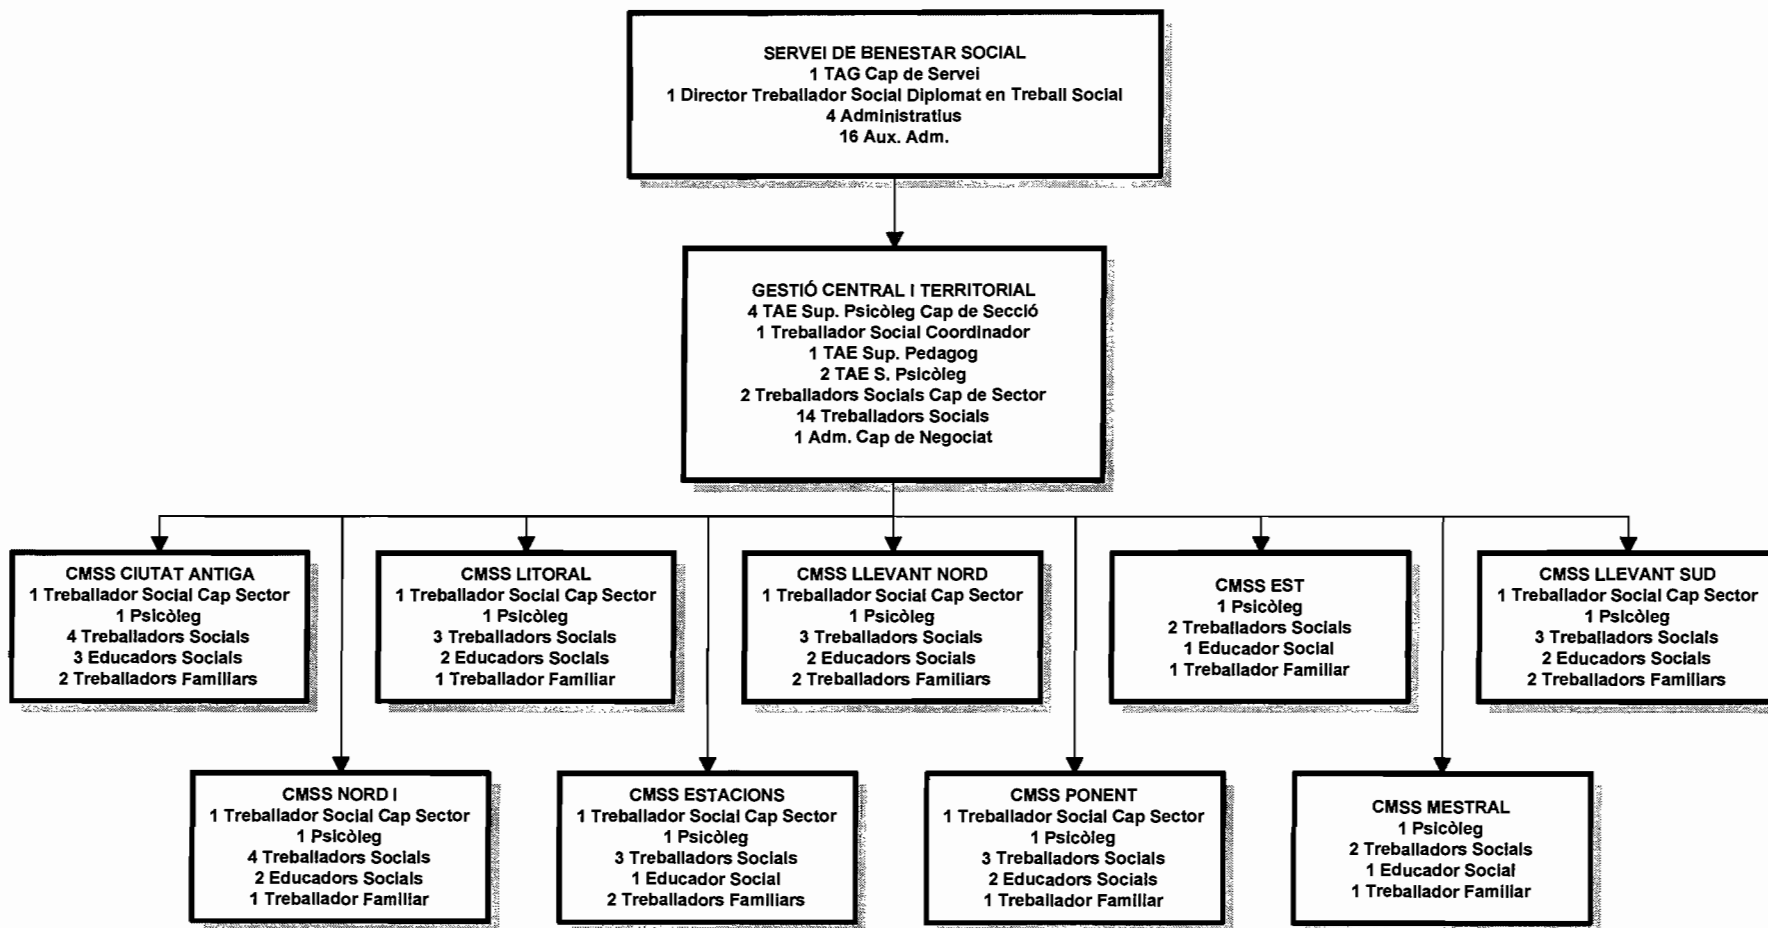 SERVEI DE BENESTAR SOCIAL
1 TAG Cap de Servei
1 Director Treballador Social Diplomat en Treball Social
4 Administratius
16 Aux. Adm.
GESTIÓ CENTRAL I TERRITORIAL
4 TAE Sup. Psicòleg Cap de Secció
1 Treballador Social Coordinador
1 TAE Sup. Pedagog
2 TAE S. Psicòleg
2 Treballadors Socials Cap de Sector
14 Treballadors Socials
1 Adm. Cap de Negociat
CMSS CIUTAT ANTIGA
1 Treballador Social Cap Sector
1 Psicòleg
4 Treballadors Socials
3 Educadors Socials
2 Treballadors Familiars
CMSS LITORAL
1 Treballador Social Cap Sector
1 Psicòleg
3 Treballadors Socials
2 Educadors Socials
1 Treballador Familiar
CMSS LLEVANT NORD
1 Treballador Social Cap Sector
1 Psicòleg
3 Treballadors Socials
2 Educadors Socials
2 Treballadors Familiars
CMSS EST
1 Psicòleg
2 Treballadors Socials
1 Educador Social
1 Treballador Familiar
CMSS LLEVANT SUD
1 Treballador Social Cap Sector
1 Psicòleg
3 Treballadors Socials
2 Educadors Socials
2 Treballadors Familiars
CMSS NORD I
1 Treballador Social Cap Sector
1 Psicòleg
4 Treballadors Socials
2 Educadors Socials
1 Treballador Familiar
CMSS ESTACIONS
1 Treballador Social Cap Sector
1 Psicòleg
3 Treballadors Socials
1 Educador Social
2 Treballadors Familiars
CMSS PONENT
1 Treballador Social Cap Sector
1 Psicòleg
3 Treballadors Socials
2 Educadors Socials
1 Treballador Familiar
CMSS MESTRAL
1 Psicòleg
2 Treballadors Socials
1 Educador Social
1 Treballador Familiar